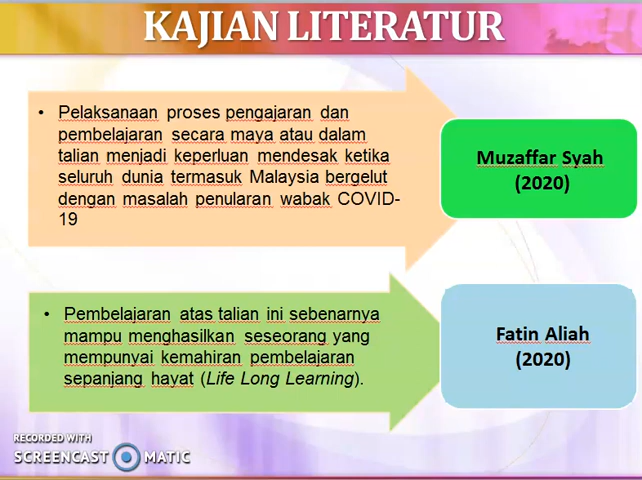 KAJIAN LITERATUR
• Pelaksanaan proses pengajaran dan
pembelajaran secara maya atau dalam
talian menjadi keperluan mendesak ketika
seluruh dunia termasuk Malaysia bergelut
dengan masalah penularan wabak COVID-
19
Muzaffar Syah
(2020)
• Pembelajaran atas talian ini sebenarnya
mampu menghasilkan seseorang yang
mempunyai kemahiran pembelajaran
sepanjang hayat (Life Long Learning).
Fatin Aliah
(2020)
RECORDED WITH
SCREENCAST MATIC